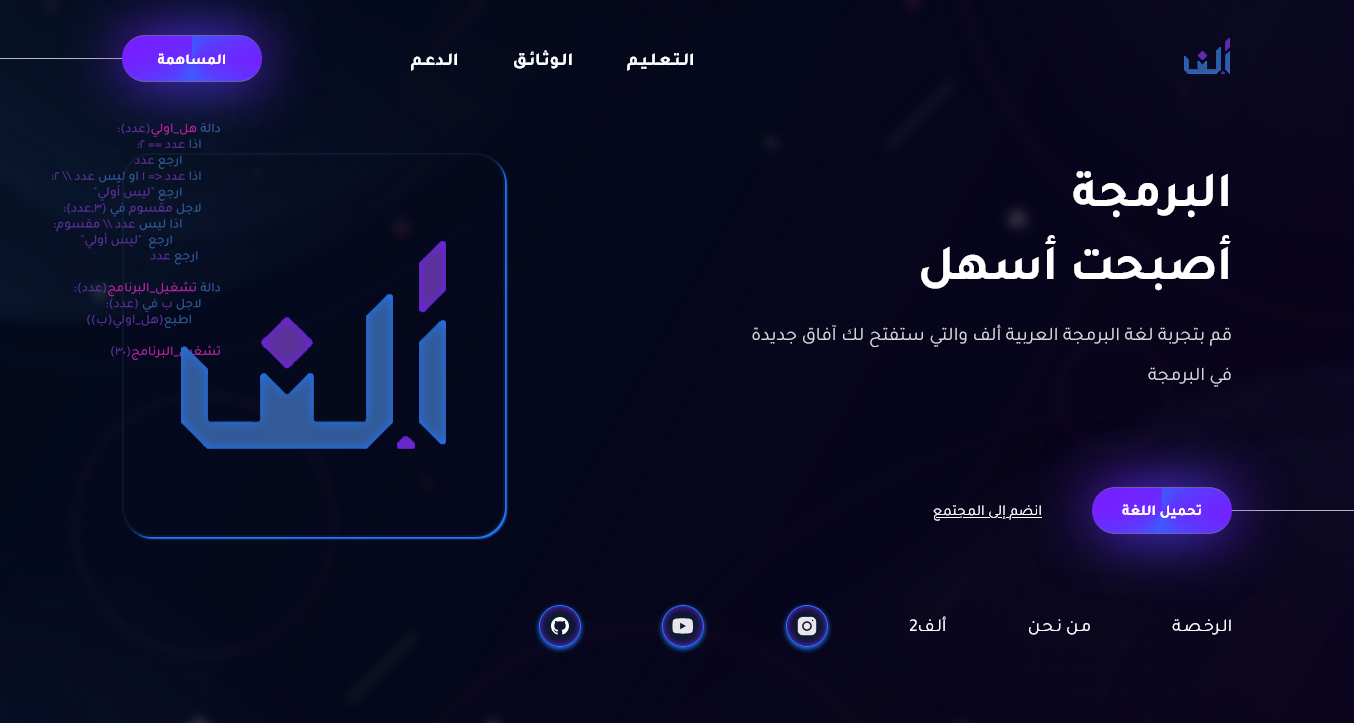 ألف
التعليم
الوثائق
الدعم
المساهمة
البرمجة
أصبحت أسهل
قم بتجربة لغة البرمجة العربية ألف والتي ستفتح لك آفاق جديدة
في البرمجة
تحميل اللغة
انضم إلى المجتمع
دالة هل_اولي(عدد):
اذا عدد == ٢:
ارجع عدد
اذا عدد <= ١ او ليس عدد \\ ٢:
ارجع "ليس أولي"
لاجل مقسوم في (٣,عدد):
اذا ليس عدد \\ مقسوم:
ارجع "ليس أولي"
ارجع عدد
دالة تشغيل_البرنامج(عدد):
لاجل ب في (عدد):
اطبع(هل_اولي(ب))
تشغيل_البرنامج(٣٠)
ألف
الرخصة
من نحن
ألف2